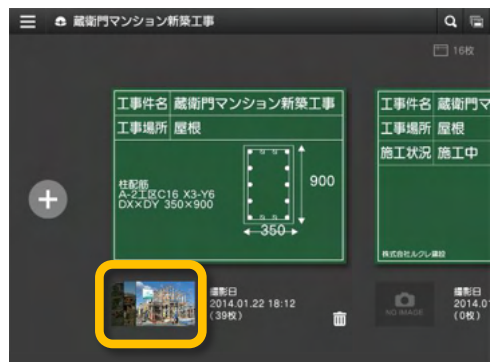 蔵衛門マンション新築工事
16枚
工事件名 蔵衛門マンション新築工事
工事場所 屋根
柱配筋
A-2工区C16 X3-Y6
DX×DY 350×900
900
350
撮影日
2014.01.22 18:12
(39枚)
工事件名 蔵衛門マ
工事場所 屋根
施工状況 施工中
株式会社ルクレ建設
NO IMAGE
撮影日
2014.0
(0枚)